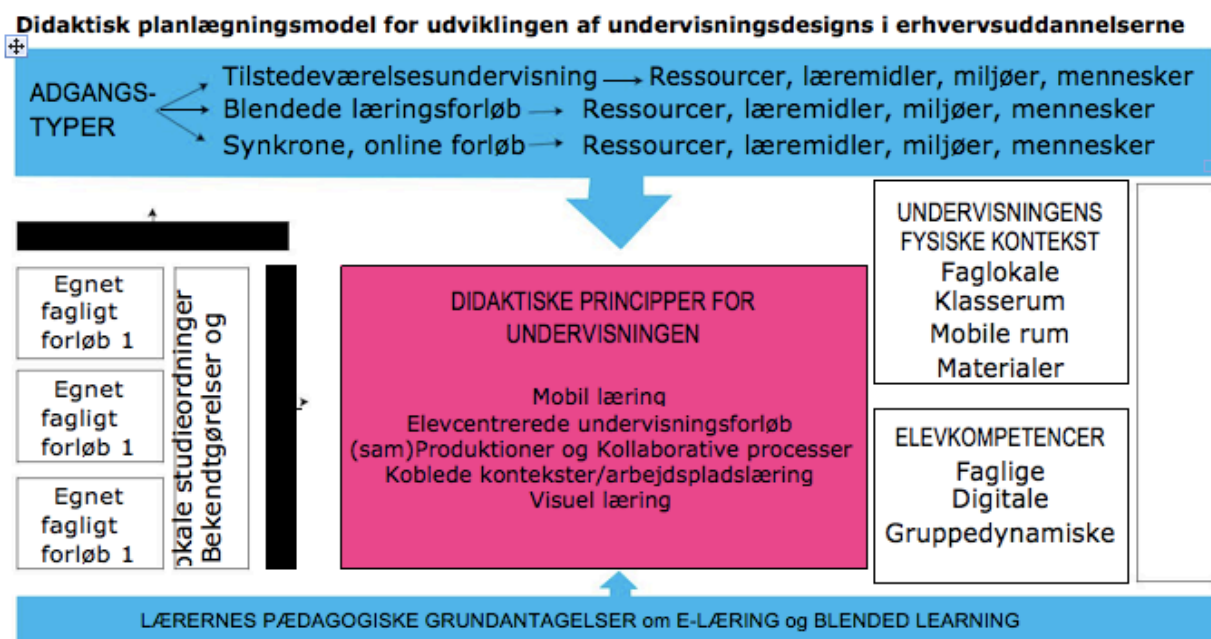 Didaktisk planlægningsmodel for udviklingen af undervisningsdesigns i erhvervsuddannelserne
ADGANGS-
TYPER
Tilstedeværelsesundervisning
Ressourcer, læremidler, miljøer, mennesker
Blendede læringsforløb
Ressourcer, læremidler, miljøer, mennesker
Synkrone, online forløb
Ressourcer, læremidler, miljøer, mennesker
Egnet
fagligt
forløb 1
Egnet
fagligt
forløb 1
Egnet
fagligt
forløb 1
okale studieordninger
Bekendtgørelser og
DIDAKTISKE PRINCIPPER FOR
UNDERVISNINGEN
Mobil læring
Elevcentrerede undervisningsforløb
(sam)Produktioner og Kollaborative processer
Koblede kontekster/arbejdspladslæring
Visuel læring
UNDERVISNINGENS
FYSISKE KONTEKST
Faglokale
Klasserum
Mobile rum
Materialer
ELEVKOMPETENCER
Faglige
Digitale
Gruppedynamiske
LÆRERNES PÆDAGOGISKE GRUNDANTAGELSER om E-LÆRING og BLENDED LEARNING